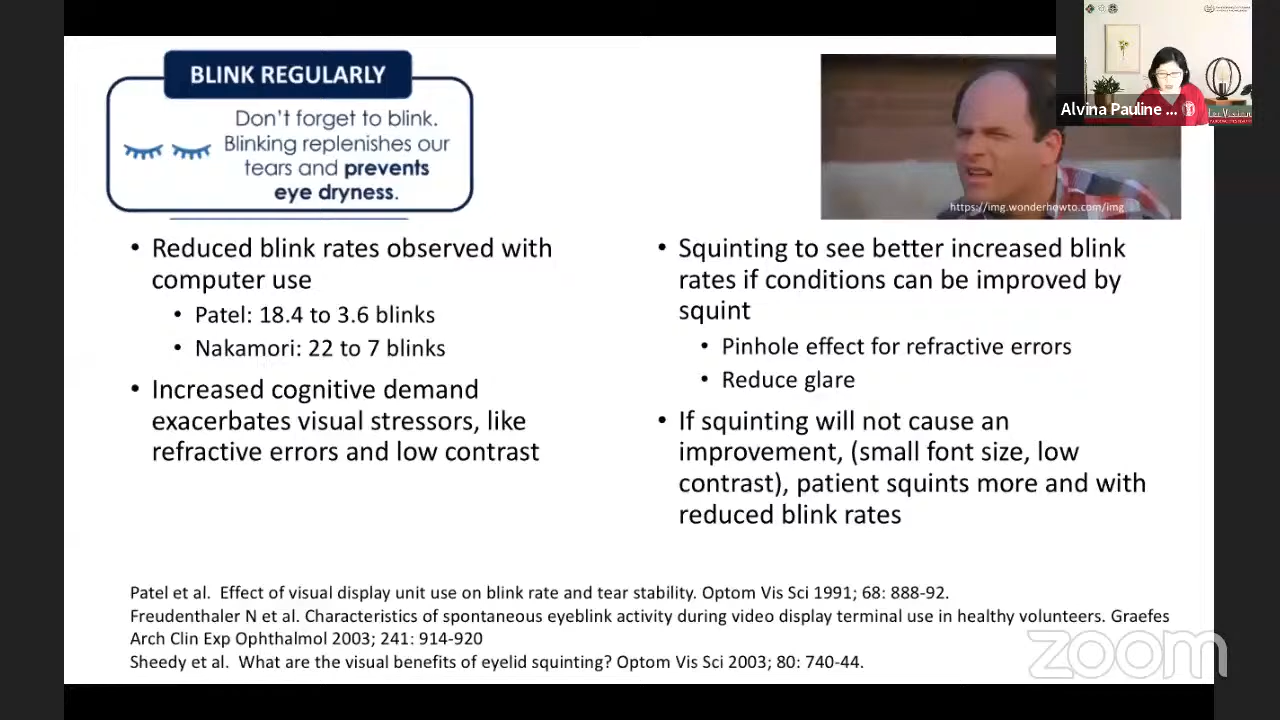 BLINK REGULARLY
Don't forget to blink.
Blinking replenishes our
tears and prevents
eye dryness.
https://img.wonderhowto.com/img
Alvina Pauline ...
• Reduced blink rates observed with
computer use
• Patel: 18.4 to 3.6 blinks
• Nakamori: 22 to 7 blinks
• Increased cognitive demand
exacerbates visual stressors, like
refractive errors and low contrast
• Squinting to see better increased blink
rates if conditions can be improved by
squint
• Pinhole effect for refractive errors
• Reduce glare
• If squinting will not cause an
improvement, (small font size, low
contrast), patient squints more and with
reduced blink rates
Patel et al. Effect of visual display unit use on blink rate and tear stability. Optom Vis Sci 1991; 68: 888-92.
Freudenthaler N et al. Characteristics of spontaneous eyeblink activity during video display terminal use in healthy volunteers. Graefes
Arch Clin Exp Ophthalmol 2003; 241: 914-920
Sheedy et al. What are the visual benefits of eyelid squinting? Optom Vis Sci 2003; 80: 740-44.
zoom